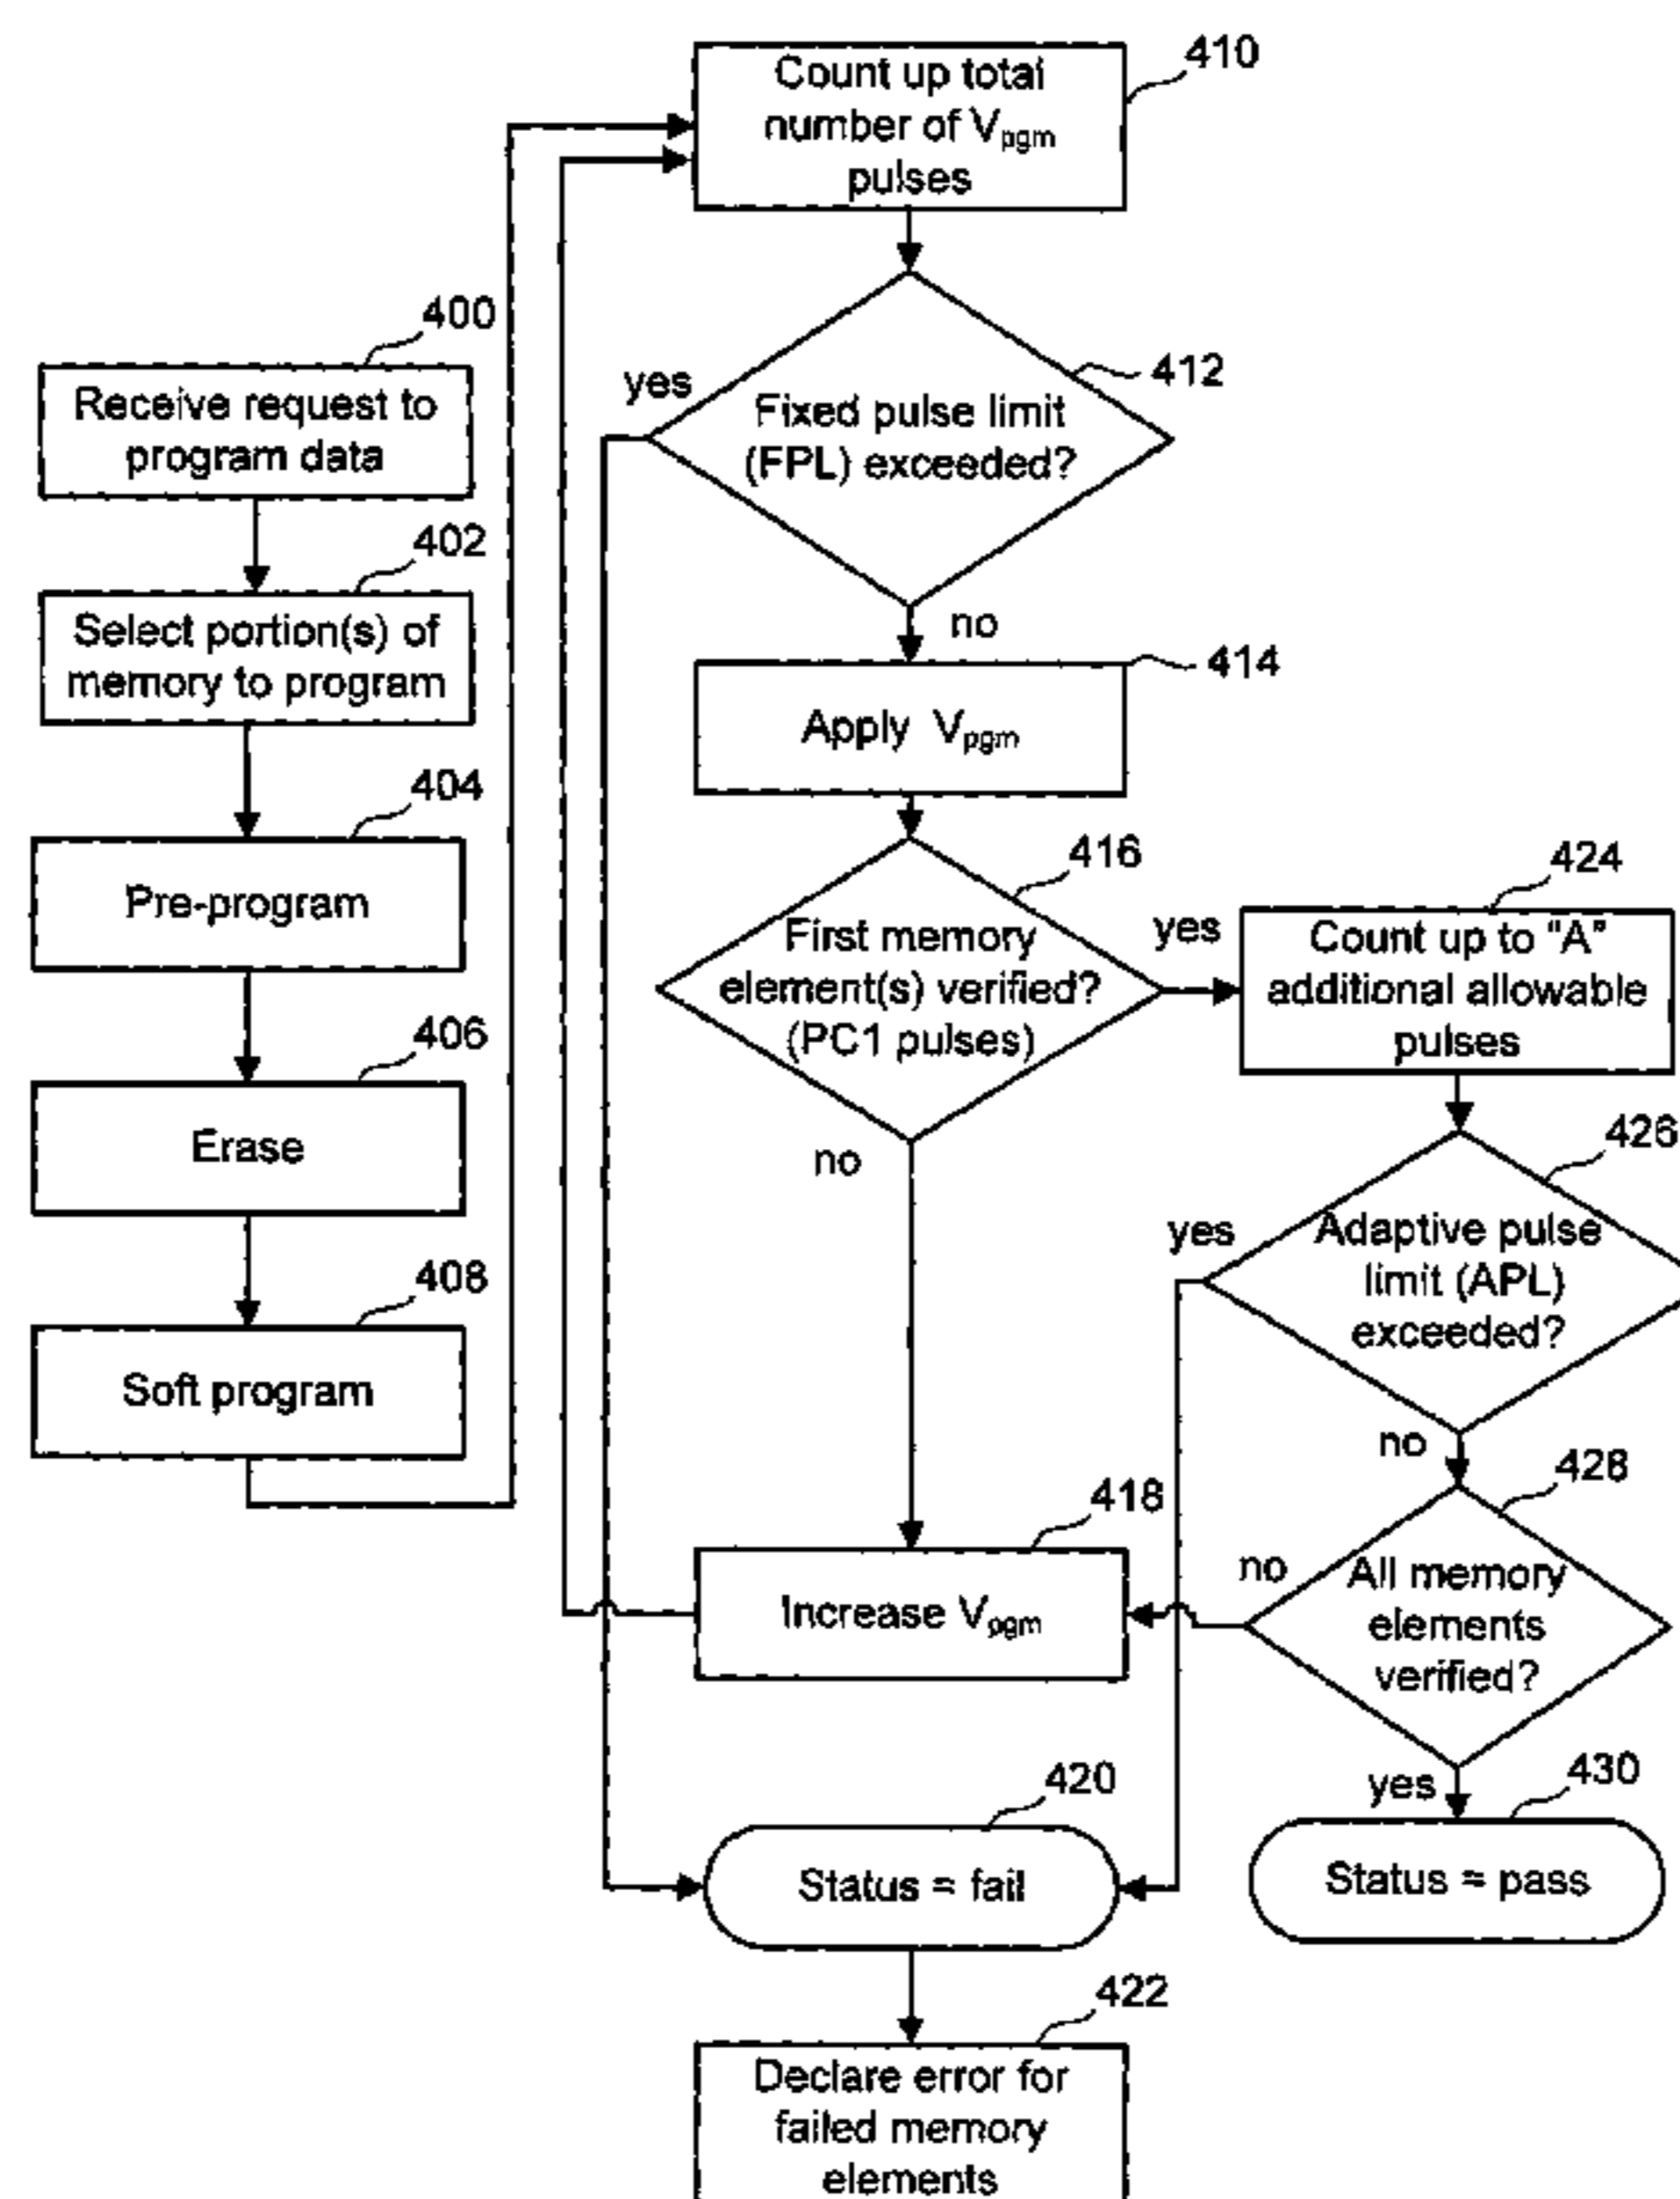 400
Receive request to
program data
402
Select portion(s) of
memory to program
404
Pre-program
406
Erase
408
Soft program
410
Count up total
number of Vpgm
pulses
412
yes
Fixed pulse limit
(FPL) exceeded?
no
414
Apply Vpgm
416
First memory
element(s) verified?
(PC1 pulses)
yes
no
424
Count up to "A"
additional allowable
pulses
426
yes
Adaptive pulse
limit (APL)
exceeded?
no
428
no
All memory
elements
verified?
yes
418
Increase Vpgm
430
Status = pass
420
Status = fail
422
Declare error for
failed memory
elements